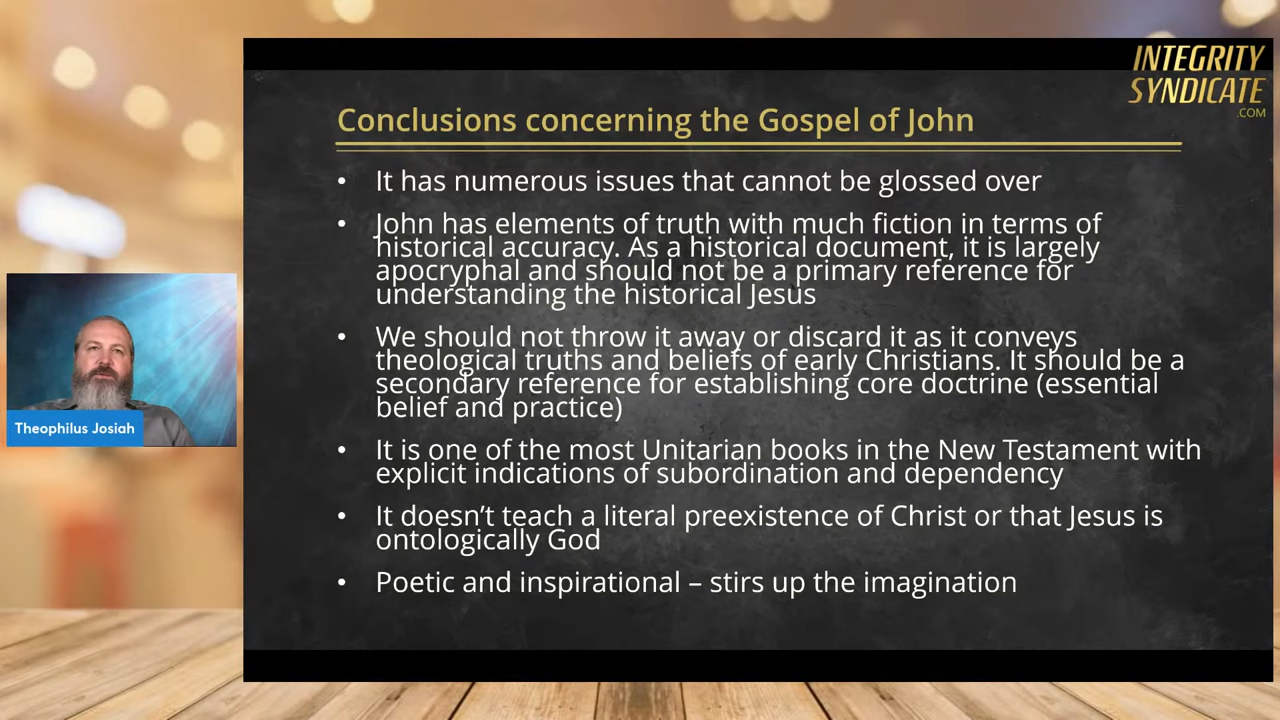 INTEGRITY
SYNDICATE
.COM
Conclusions concerning the Gospel of John
• It has numerous issues that cannot be glossed over
• John has elements of truth with much fiction in terms of
historical accuracy. As a historical document, it is largely
apocryphal and should not be a primary reference for
understanding the historical Jesus
• We should not throw it away or discard it as it conveys
theological truths and beliefs of early Christians. It should be a
secondary reference for establishing core doctrine (essential
belief and practice)
• It is one of the most Unitarian books in the New Testament with
explicit indications of subordination and dependency
• It doesn’t teach a literal preexistence of Christ or that Jesus is
ontologically God
• Poetic and inspirational – stirs up the imagination
Theophilus Josiah